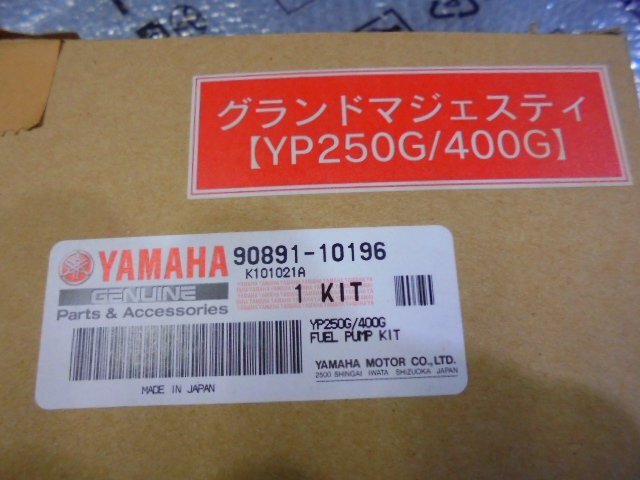 グランドマジェスティ
【YP250G/400G】
YAMAHA 90891-10196
K101021A
GENUINE
1 KIT
Parts & Accessories
YP250G/400G
FUEL PUMP KIT
YAMAHA MOTOR CO.,LTD.
2500 SHINGAI IWATA SHIZUOKA JAPAN
MADE IN JAPAN